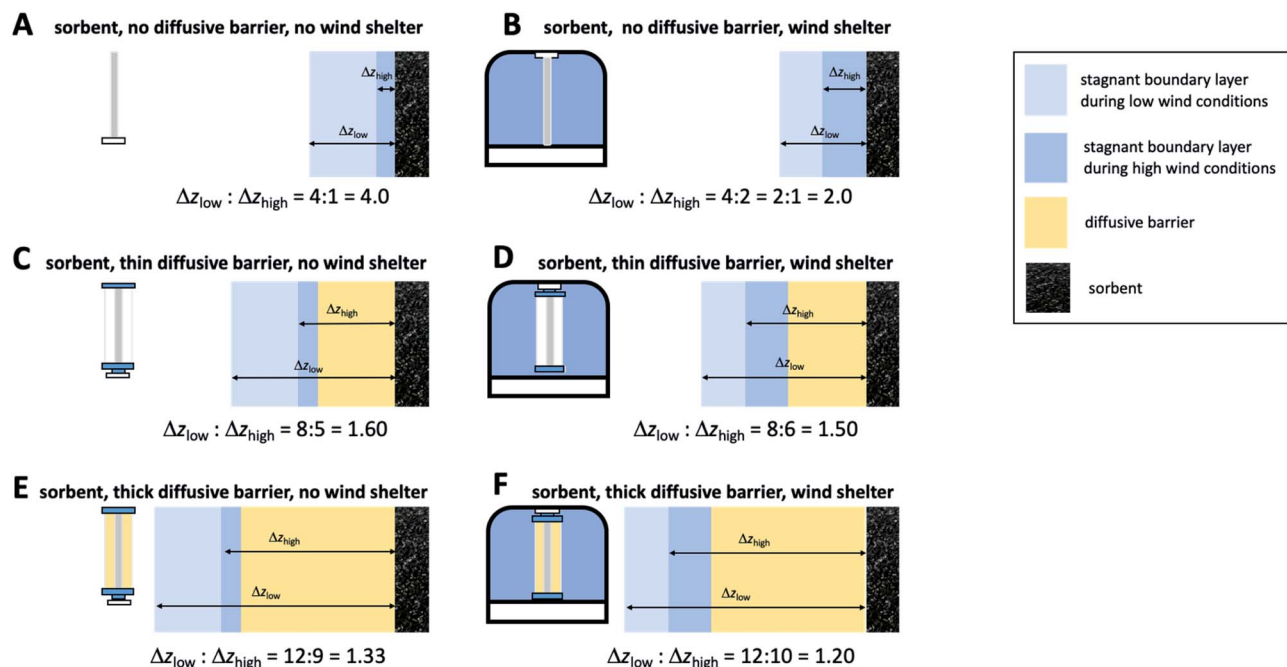 A sorbent, no diffusive barrier, no wind shelter
Δz_high
Δz_low
Δz_low : Δz_high = 4:1 = 4.0
B sorbent, no diffusive barrier, wind shelter
Δz_high
Δz_low
Δz_low : Δz_high = 4:2 = 2:1 = 2.0
C sorbent, thin diffusive barrier, no wind shelter
Δz_high
Δz_low
Δz_low : Δz_high = 8:5 = 1.60
D sorbent, thin diffusive barrier, wind shelter
Δz_high
Δz_low
Δz_low : Δz_high = 8:6 = 1.50
E sorbent, thick diffusive barrier, no wind shelter
Δz_high
Δz_low
Δz_low : Δz_high = 12:9 = 1.33
F sorbent, thick diffusive barrier, wind shelter
Δz_high
Δz_low
Δz_low : Δz_high = 12:10 = 1.20
stagnant boundary layer
during low wind conditions
stagnant boundary layer
during high wind conditions
diffusive barrier
sorbent